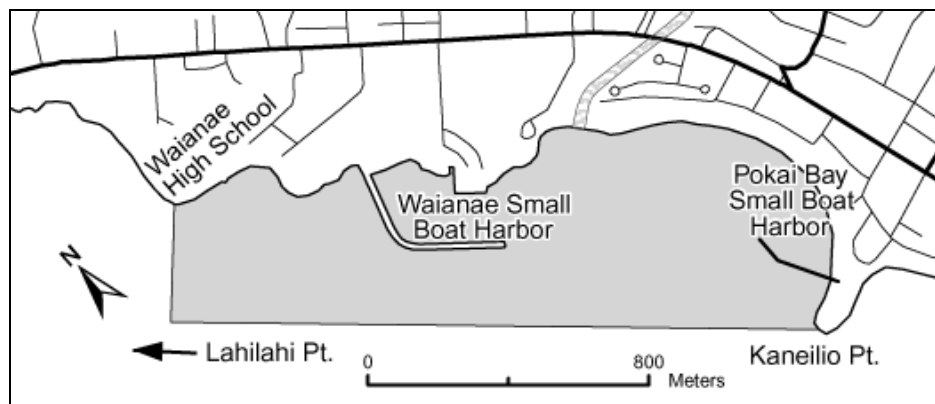 Waianae
High School
Waianae Small
Boat Harbor
Pokai Bay
Small Boat
Harbor
N
Lahilahi Pt.
0
800
Meters
Kaneilio Pt.